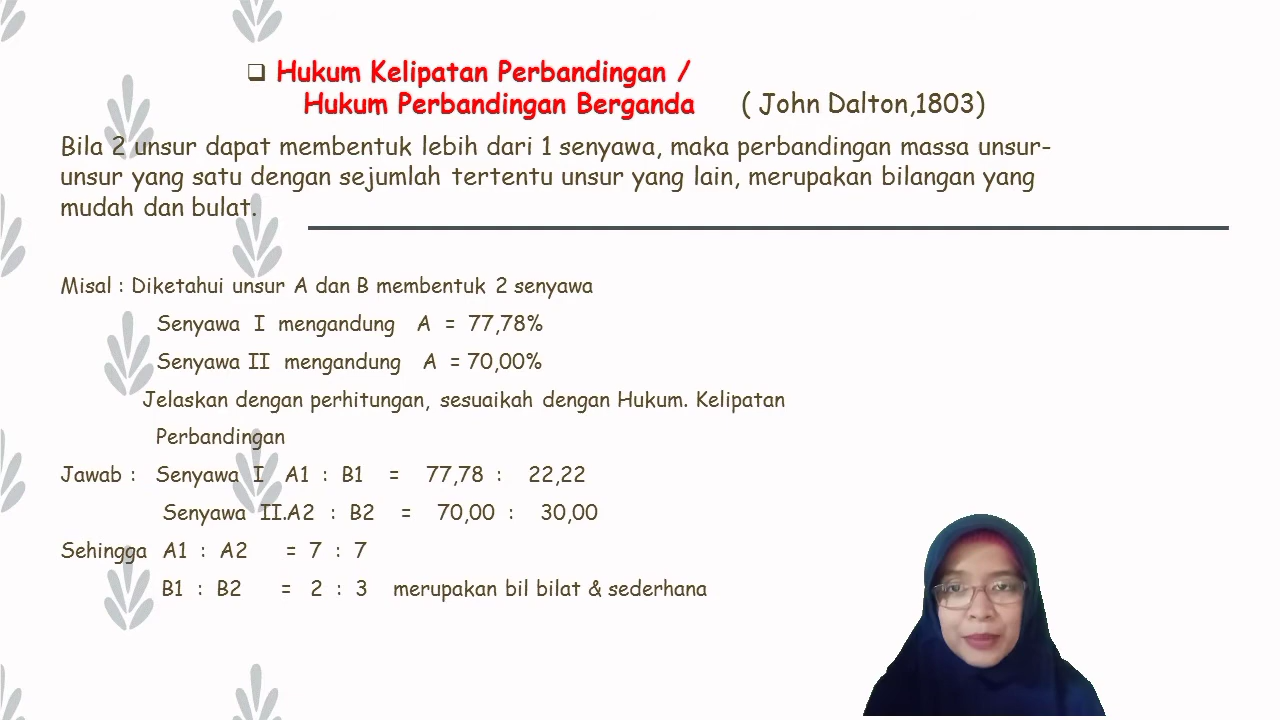 Hukum Kelipatan Perbandingan /
Hukum Perbandingan Berganda ( John Dalton,1803)
Bila 2 unsur dapat membentuk lebih dari 1 senyawa, maka perbandingan massa unsur-
unsur yang satu dengan sejumlah tertentu unsur yang lain, merupakan bilangan yang
mudah dan bulat.
Misal : Diketahui unsur A dan B membentuk 2 senyawa
Senyawa I mengandung A = 77,78%
Senyawa II mengandung A = 70,00%
Jelaskan dengan perhitungan, sesuaikah dengan Hukum. Kelipatan
Perbandingan
Jawab : Senyawa I A1 : B1 = 77,78 : 22,22
Senyawa II.A2 : B2 = 70,00 : 30,00
Sehingga A1 : A2 = 7 : 7
B1 : B2 = 2 : 3 merupakan bil bilat & sederhana